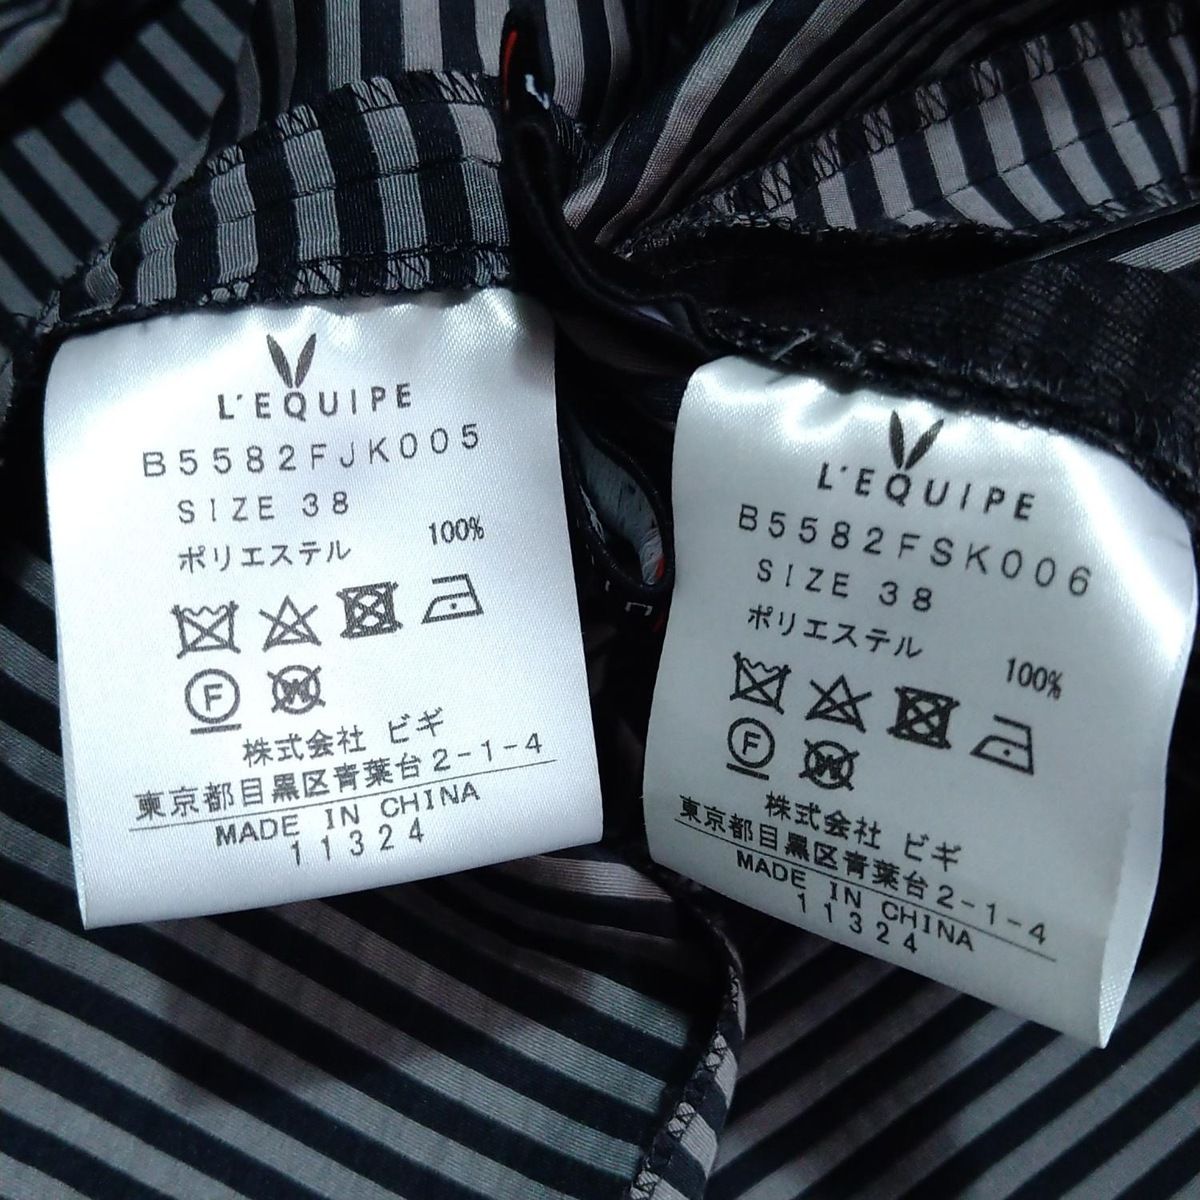 L'EQUIPE
B5582FJK005
SIZE 38
ポリエステル 100%
F
W
株式会社 ビギ
東京都目黒区青葉台2-1-4
MADE IN CHINA
11324
L'EQUIPE
B5582FSK006
SIZE 38
ポリエステル 100%
F
W
株式会社 ビギ
東京都目黒区青葉台2-1-4
MADE IN CHINA
11324